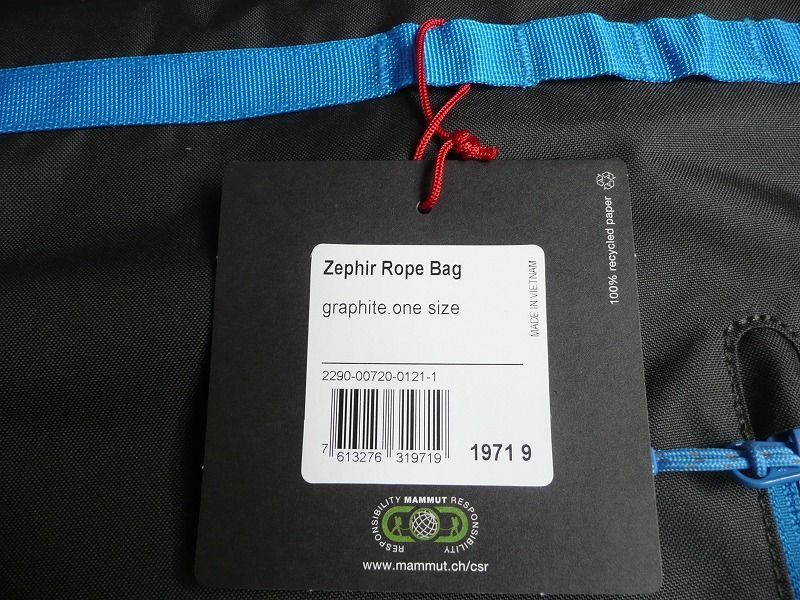 Zephir Rope Bag
graphite.one size
MADE IN VIETNAM
100% recycled paper
2290-00720-0121-1
7 613276 319719
1971 9
RESPONSIBILITY MAMMUT RESPONSIBILITY
www.mammut.ch/csr